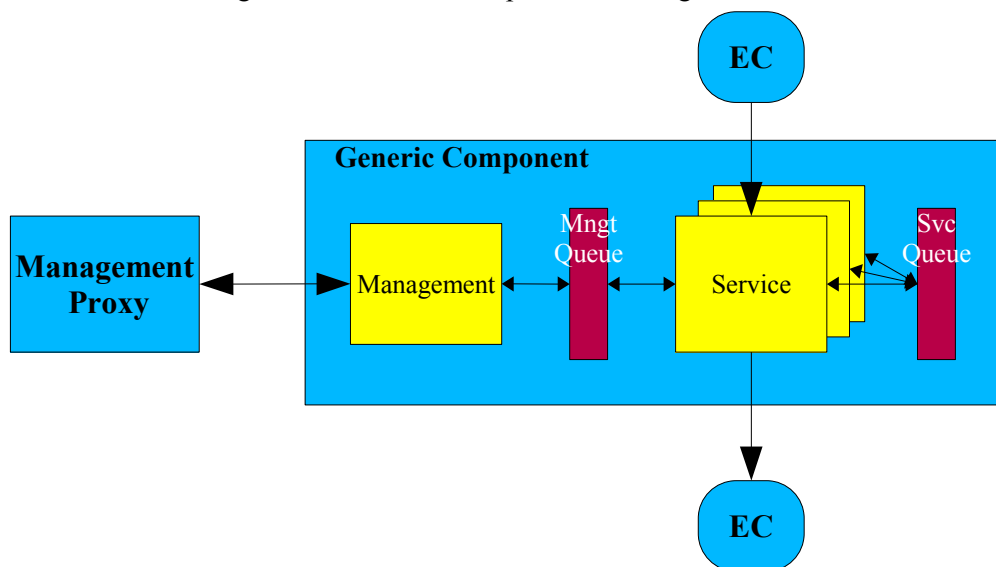 EC
Generic Component
Management
Proxy
Management
Mngt
Queue
Service
Svc
Queue
EC